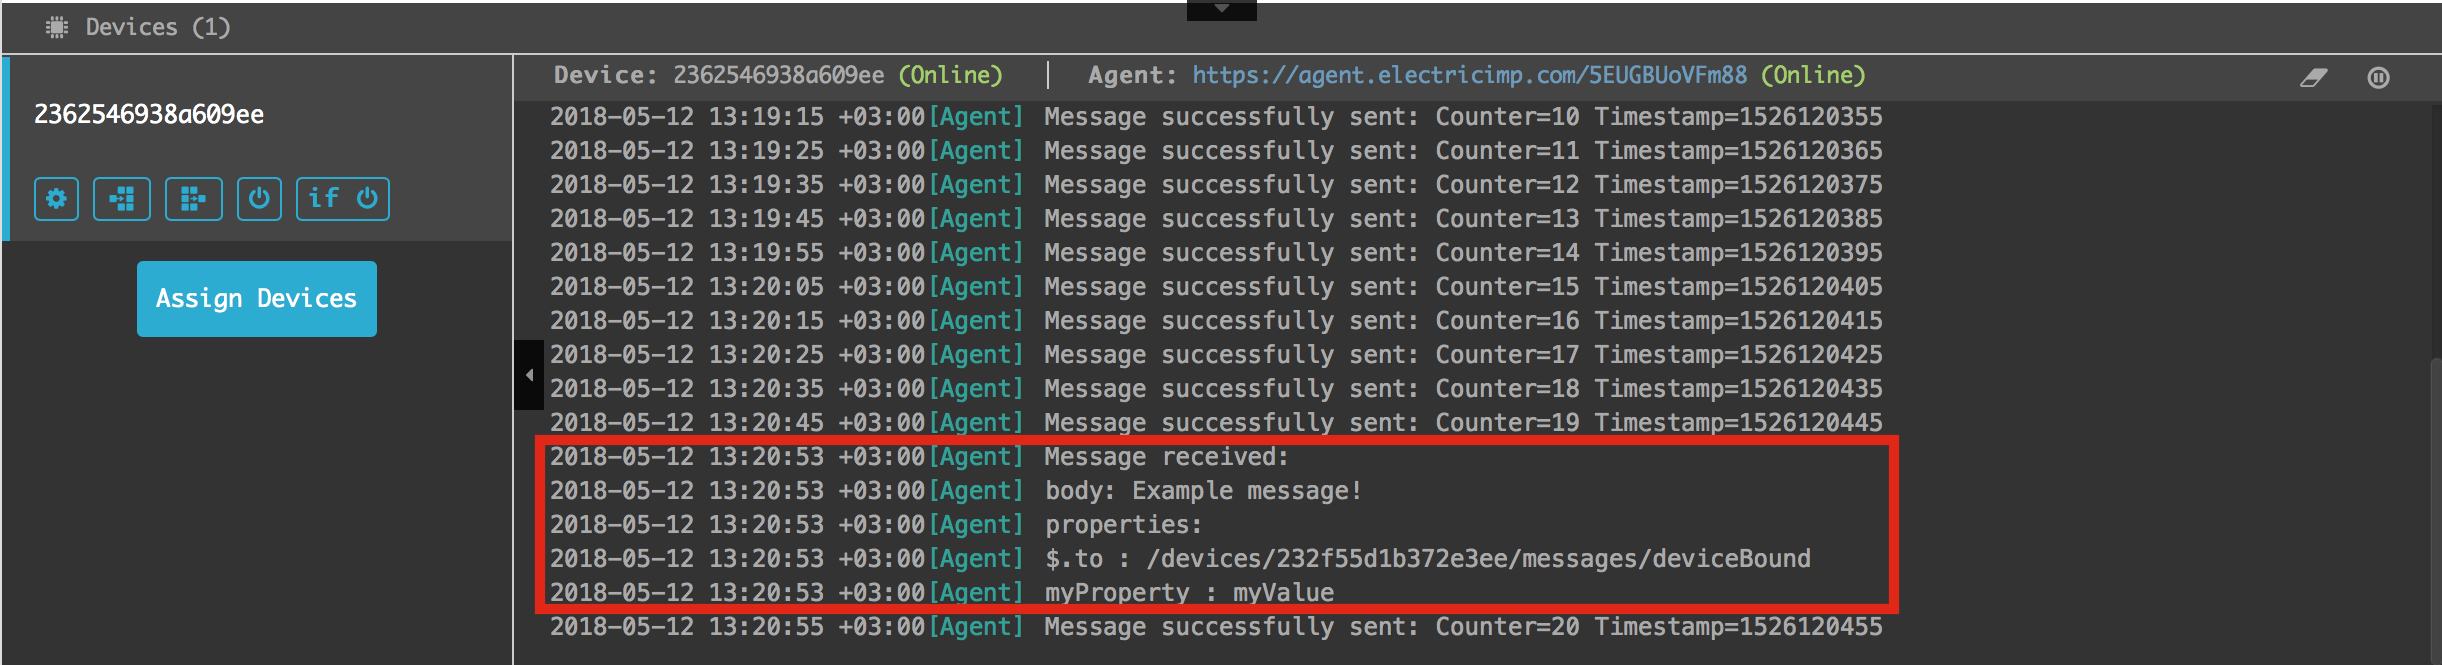 Devices (1)
2362546938a609ee
if
Assign Devices
Device: 2362546938a609ee (Online) | Agent: https://agent.electricimp.com/5EUGBUoVFm88 (Online)
2018-05-12 13:19:15 +03:00[Agent] Message successfully sent: Counter=10 Timestamp=1526120355
2018-05-12 13:19:25 +03:00[Agent] Message successfully sent: Counter=11 Timestamp=1526120365
2018-05-12 13:19:35 +03:00[Agent] Message successfully sent: Counter=12 Timestamp=1526120375
2018-05-12 13:19:45 +03:00[Agent] Message successfully sent: Counter=13 Timestamp=1526120385
2018-05-12 13:19:55 +03:00[Agent] Message successfully sent: Counter=14 Timestamp=1526120395
2018-05-12 13:20:05 +03:00[Agent] Message successfully sent: Counter=15 Timestamp=1526120405
2018-05-12 13:20:15 +03:00[Agent] Message successfully sent: Counter=16 Timestamp=1526120415
2018-05-12 13:20:25 +03:00[Agent] Message successfully sent: Counter=17 Timestamp=1526120425
2018-05-12 13:20:35 +03:00[Agent] Message successfully sent: Counter=18 Timestamp=1526120435
2018-05-12 13:20:45 +03:00[Agent] Message successfully sent: Counter=19 Timestamp=1526120445
2018-05-12 13:20:53 +03:00[Agent] Message received:
2018-05-12 13:20:53 +03:00[Agent] body: Example message!
2018-05-12 13:20:53 +03:00[Agent] properties:
2018-05-12 13:20:53 +03:00[Agent] $.to : /devices/232f55d1b372e3ee/messages/deviceBound
2018-05-12 13:20:53 +03:00[Agent] myProperty : myValue
2018-05-12 13:20:55 +03:00[Agent] Message successfully sent: Counter=20 Timestamp=1526120455